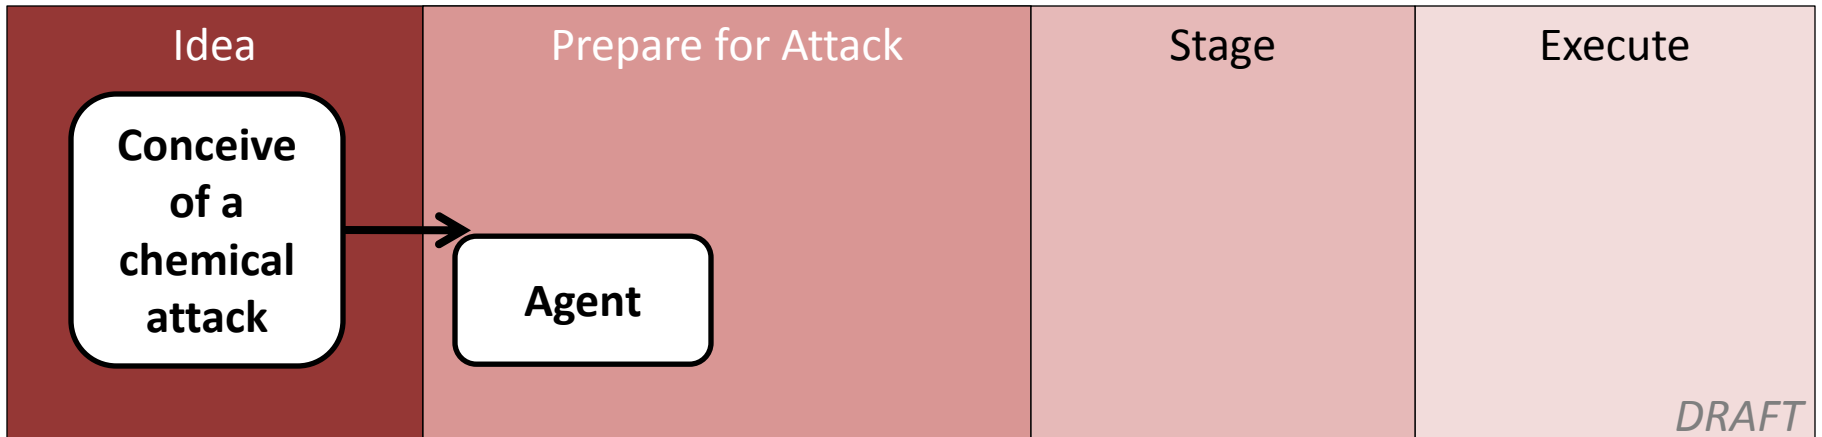 Idea
Prepare for Attack
Stage
Execute
Conceive
of a
chemical
attack
Agent
DRAFT